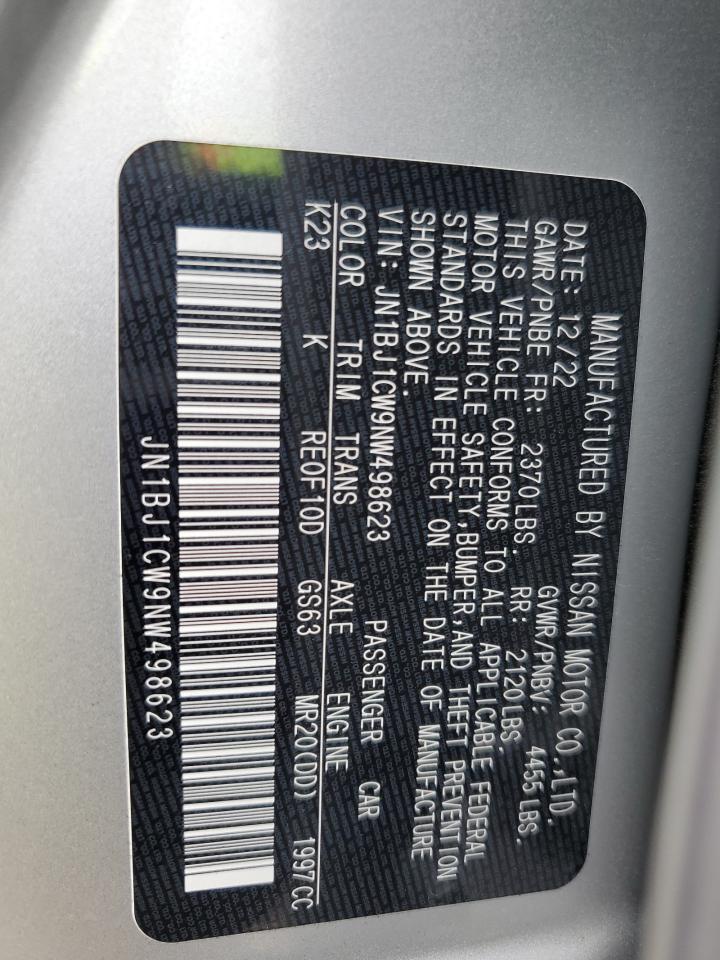 MANUFACTURED BY NISSAN MOTOR CO.,LTD.
DATE: 12/22 GVWR/PNBV: 4455 LBS.
GAWR/PNBE FR: 2370 LBS. RR: 2120 LBS.
THIS VEHICLE CONFORMS TO ALL APPLICABLE FEDERAL
MOTOR VEHICLE SAFETY,BUMPER,AND THEFT PREVENTION
STANDARDS IN EFFECT ON THE DATE OF MANUFACTURE
SHOWN ABOVE.
VIN: JN1BJ1CW9NW498623 PASSENGER CAR
COLOR TRIM TRANS AXLE ENGINE
K23 K RE0F10D GS63 MR20(DD) 1997CC
JN1BJ1CW9NW498623